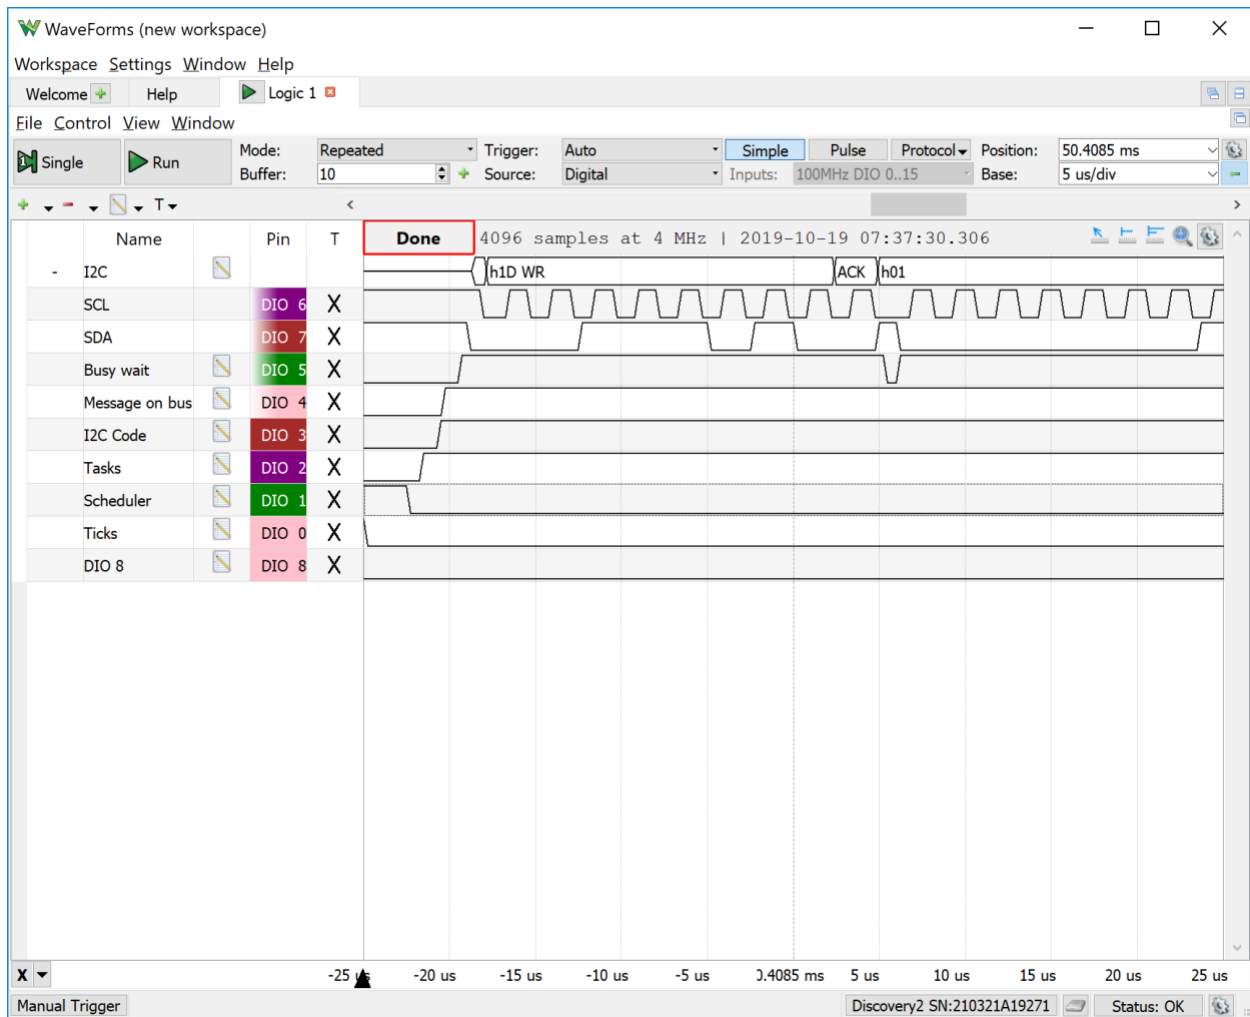 WaveForms (new workspace)
Workspace Settings Window Help
Welcome Help Logic 1
File Control View Window
Single Run Mode: Repeated Trigger: Auto Simple Pulse Protocol Position: 50.4085 ms
Buffer: 10 Source: Digital Inputs: 100MHz DIO 0..15 Base: 5 us/div
T
Name Pin T Done 4096 samples at 4 MHz | 2019-10-19 07:37:30.306
- I2C h1D WR ACK h01
SCL DIO 6 X
SDA DIO 7 X
Busy wait DIO 5 X
Message on bus DIO 4 X
I2C Code DIO 3 X
Tasks DIO 2 X
Scheduler DIO 1 X
Ticks DIO 0 X
DIO 8 DIO 8 X
X -25 us -20 us -15 us -10 us -5 us 0.4085 ms 5 us 10 us 15 us 20 us 25 us
Manual Trigger Discovery2 SN:210321A19271 Status: OK